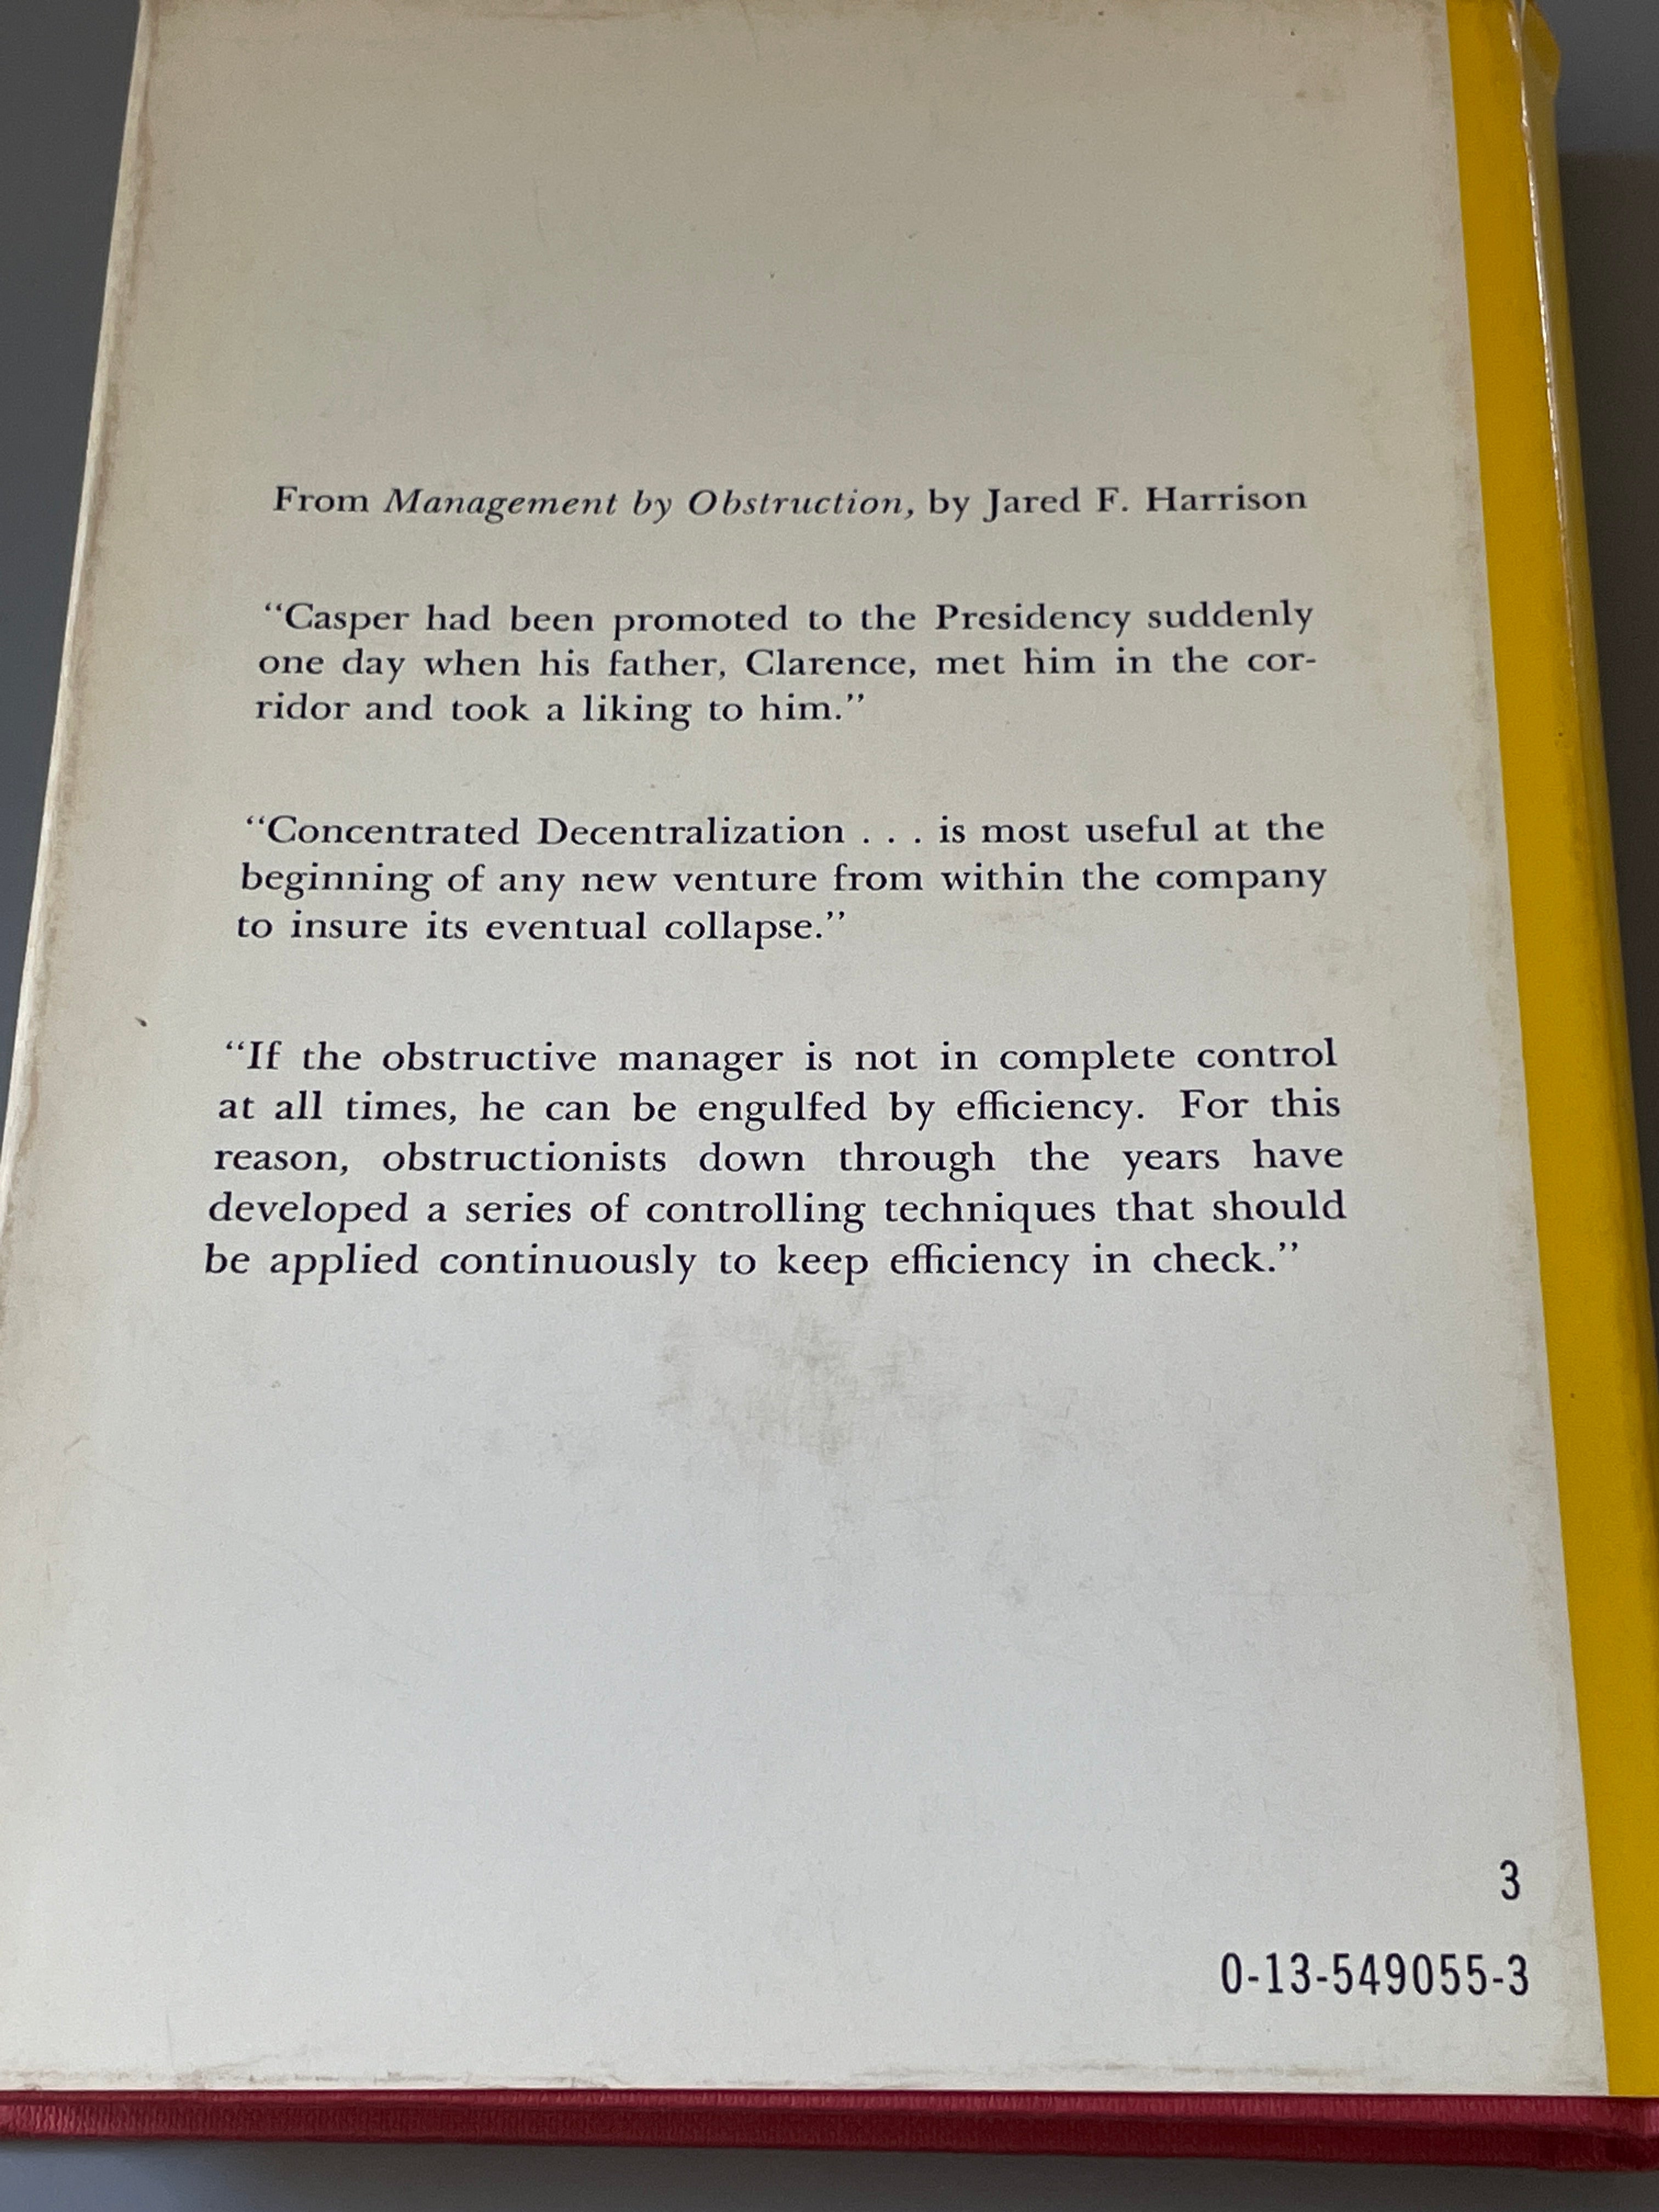 From Management by Obstruction, by Jared F. Harrison
“Casper had been promoted to the Presidency suddenly
one day when his father, Clarence, met him in the cor-
ridor and took a liking to him.”
“Concentrated Decentralization . . . is most useful at the
beginning of any new venture from within the company
to insure its eventual collapse.”
“If the obstructive manager is not in complete control
at all times, he can be engulfed by efficiency. For this
reason, obstructionists down through the years have
developed a series of controlling techniques that should
be applied continuously to keep efficiency in check.”
3
0-13-549055-3